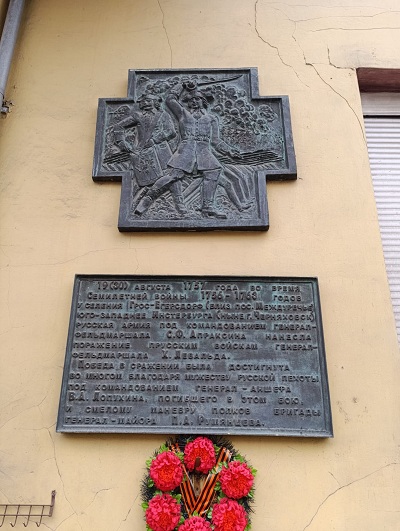 19 (30) августа 1757 года во время
Семилетней войны 1756 - 1763 годов
у селения Грос-Егерсдорф (близ пос. Междуречье
юго-западнее Инстербурга (ныне г. Черняховск)
русская армия под командованием генерал-
фельдмаршала С.Ф. Апраксина нанесла
поражение прусским войскам генерал-
фельдмаршала Х. Левальда.
Победа в сражении была достигнута
во многом благодаря мужеству русской пехоты
под командованием генерал-аншефа
В.А. Лопухина, погибшего в этом бою,
и смелому маневру полков бригады
генерал-майора П.А. Румянцева.